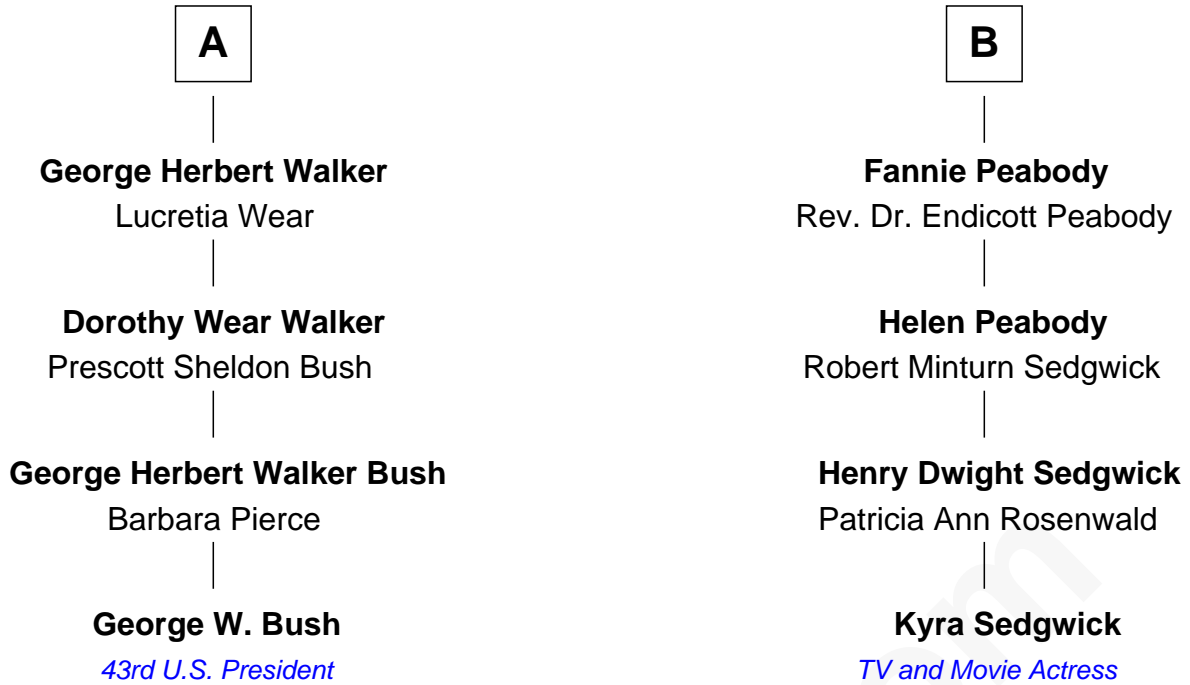 A
George Herbert Walker
Lucretia Wear
Dorothy Wear Walker
Prescott Sheldon Bush
George Herbert Walker Bush
Barbara Pierce
George W. Bush
43rd U.S. President
B
Fannie Peabody
Rev. Dr. Endicott Peabody
Helen Peabody
Robert Minturn Sedgwick
Henry Dwight Sedgwick
Patricia Ann Rosenwald
Kyra Sedgwick
TV and Movie Actress